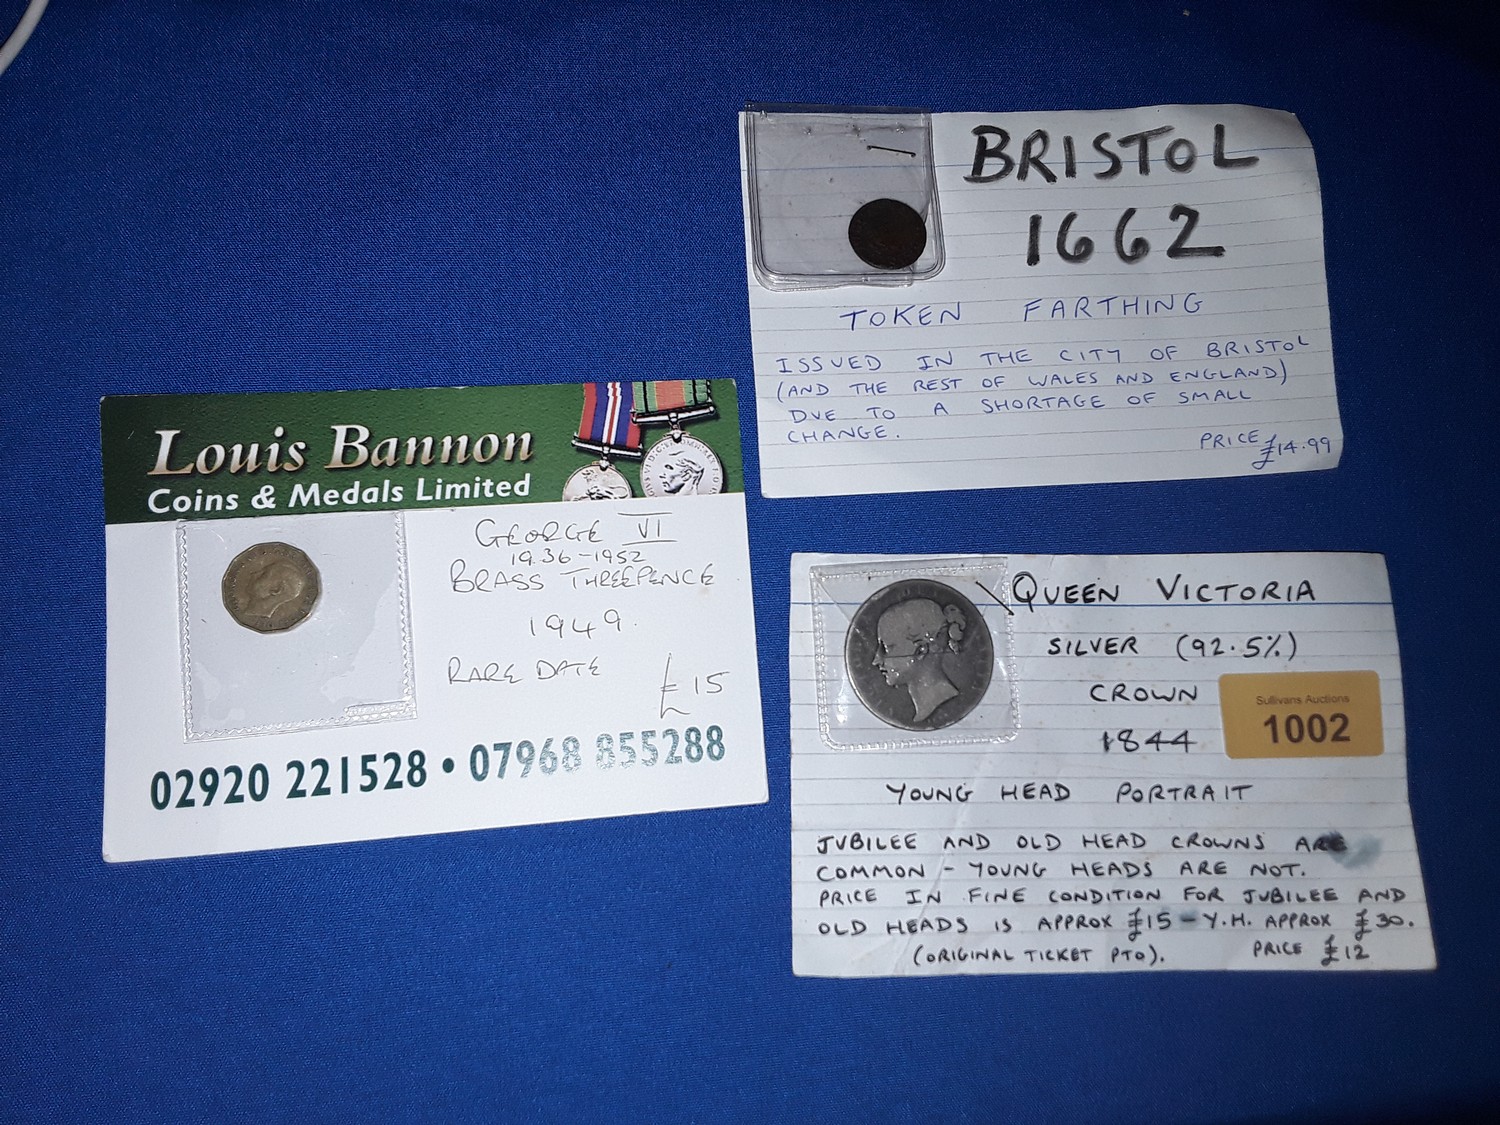 BRISTOL
1662
TOKEN FARTHING
ISSUED IN THE CITY OF BRISTOL
(AND THE REST OF WALES AND ENGLAND)
DUE TO A SHORTAGE OF SMALL
CHANGE.
PRICE £14.99
Louis Bannon
Coins & Medals Limited
GEORGE VI
1936-1952
BRASS THREEPENCE
1949.
RARE DATE
£15
02920 221528 • 07968 855288
QUEEN VICTORIA
SILVER (92.5%)
CROWN
1844
Sullivans Auctions
1002
YOUNG HEAD PORTRAIT
JUBILEE AND OLD HEAD CROWNS ARE
COMMON - YOUNG HEADS ARE NOT.
PRICE IN FINE CONDITION FOR JUBILEE AND
OLD HEADS IS APPROX £15 - Y.H. APPROX £30.
(ORIGINAL TICKET PTO). PRICE £12